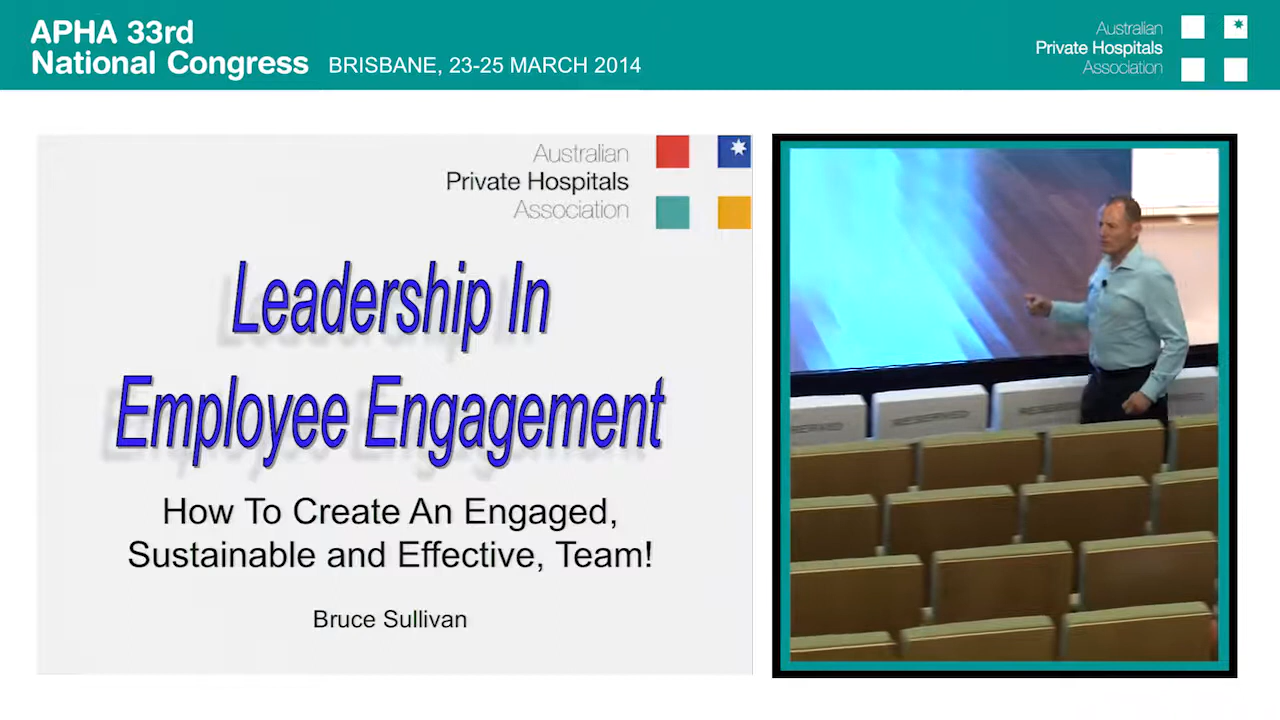 APHA 33rd
National Congress BRISBANE, 23-25 MARCH 2014
Australian
Private Hospitals
Association
Australian
Private Hospitals
Association
Leadership In
Employee Engagement
How To Create An Engaged,
Sustainable and Effective, Team!
Bruce Sullivan
RESERVED